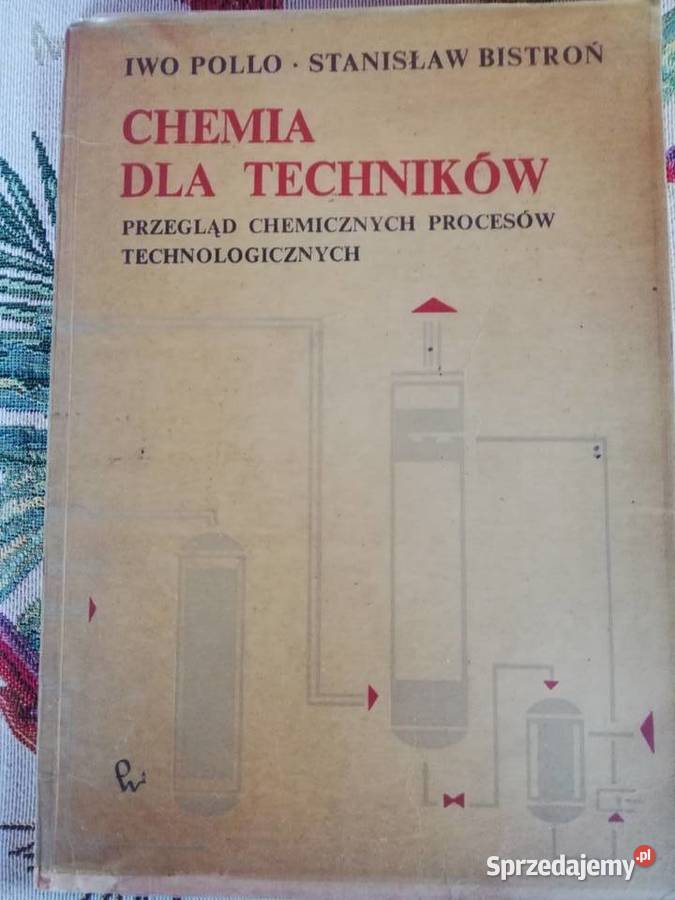 IWO POLLO · STANISŁAW BISTROŃ
CHEMIA
DLA TECHNIKÓW
PRZEGLĄD CHEMICZNYCH PROCESÓW
TECHNOLOGICZNYCH
Sprzedajemy.pl